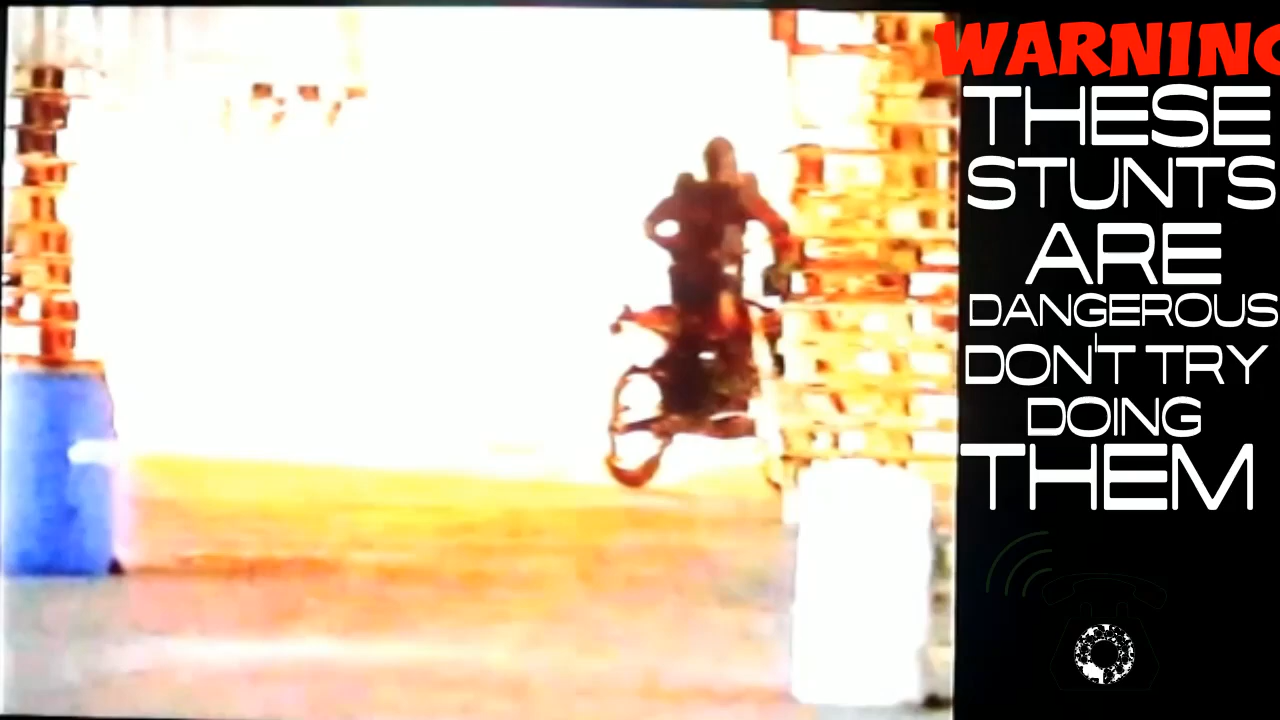 WARNING
THESE
STUNTS
ARE
DANGEROUS
DON'T TRY
DOING
THEM